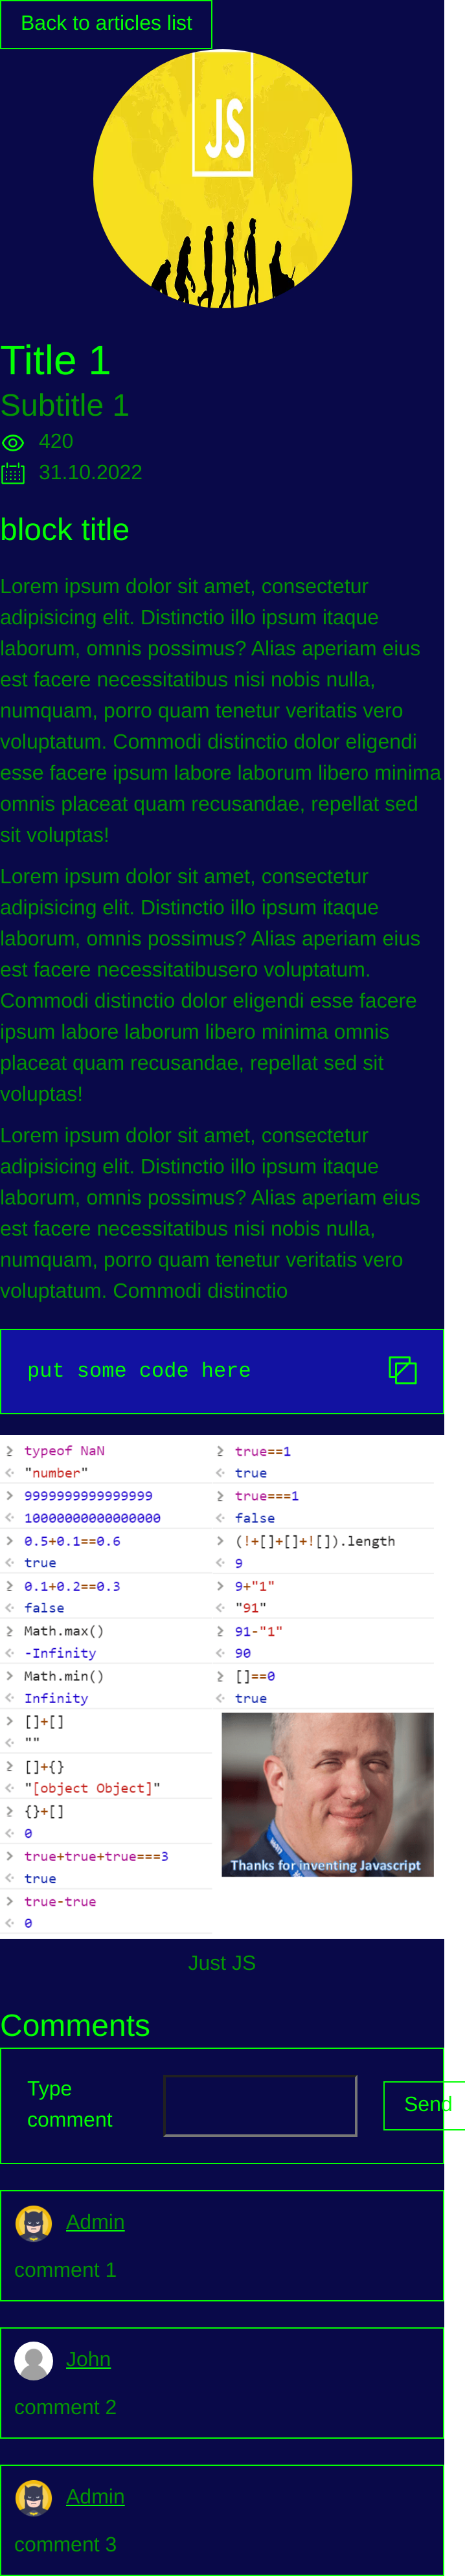 Back to articles list
JS
Title 1
Subtitle 1
420
31.10.2022
block title
Lorem ipsum dolor sit amet, consectetur
adipisicing elit. Distinctio illo ipsum itaque
laborum, omnis possimus? Alias aperiam eius
est facere necessitatibus nisi nobis nulla,
numquam, porro quam tenetur veritatis vero
voluptatum. Commodi distinctio dolor eligendi
esse facere ipsum labore laborum libero minima
omnis placeat quam recusandae, repellat sed
sit voluptas!
Lorem ipsum dolor sit amet, consectetur
adipisicing elit. Distinctio illo ipsum itaque
laborum, omnis possimus? Alias aperiam eius
est facere necessitatibusero voluptatum.
Commodi distinctio dolor eligendi esse facere
ipsum labore laborum libero minima omnis
placeat quam recusandae, repellat sed sit
voluptas!
Lorem ipsum dolor sit amet, consectetur
adipisicing elit. Distinctio illo ipsum itaque
laborum, omnis possimus? Alias aperiam eius
est facere necessitatibus nisi nobis nulla,
numquam, porro quam tenetur veritatis vero
voluptatum. Commodi distinctio
put some code here
> typeof NaN
<· "number"
> 9999999999999999
<· 10000000000000000
> 0.5+0.1==0.6
<· true
> 0.1+0.2==0.3
<· false
> Math.max()
<· -Infinity
> Math.min()
<· Infinity
> []+[]
<· ""
> []+{}
<· "[object Object]"
> {}+[]
<· 0
> true+true+true===3
<· true
> true-true
<· 0
> true==1
<· true
> true===1
<· false
> (!+[]+[]+![]).length
<· 9
> 9+"1"
<· "91"
> 91-"1"
<· 90
> []==0
<· true
Thanks for inventing Javascript
Just JS
Comments
Type
comment
Send
Admin
comment 1
John
comment 2
Admin
comment 3